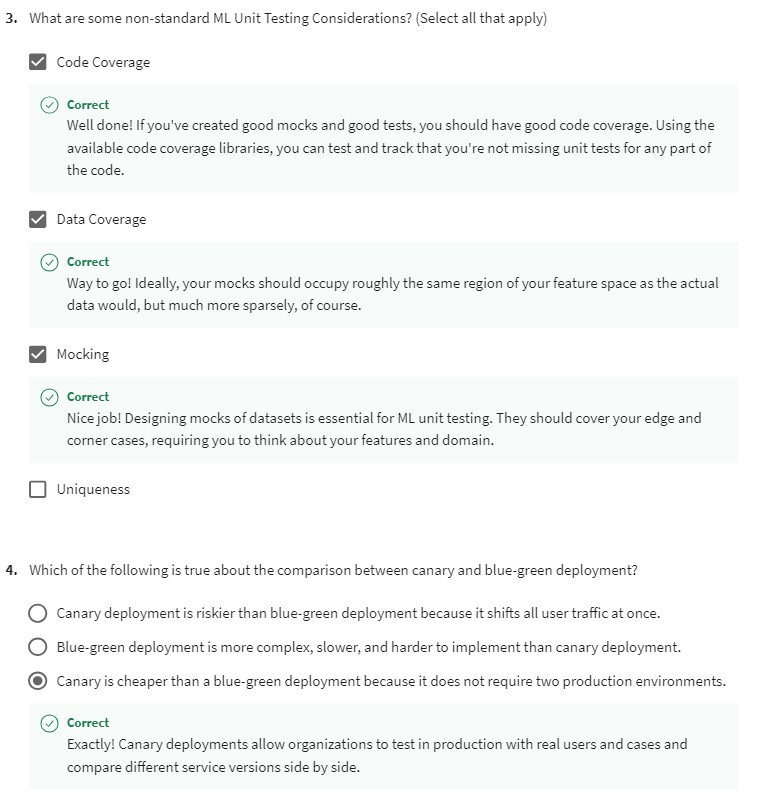 3. What are some non-standard ML Unit Testing Considerations? (Select all that apply)
Code Coverage
Correct
Well done! If you've created good mocks and good tests, you should have good code coverage. Using the
available code coverage libraries, you can test and track that you're not missing unit tests for any part of
the code.
Data Coverage
Correct
Way to go! Ideally, your mocks should occupy roughly the same region of your feature space as the actual
data would, but much more sparsely, of course.
Mocking
Correct
Nice job! Designing mocks of datasets is essential for ML unit testing. They should cover your edge and
corner cases, requiring you to think about your features and domain.
Uniqueness
4. Which of the following is true about the comparison between canary and blue-green deployment?
Canary deployment is riskier than blue-green deployment because it shifts all user traffic at once.
Blue-green deployment is more complex, slower, and harder to implement than canary deployment.
Canary is cheaper than a blue-green deployment because it does not require two production environments.
Correct
Exactly! Canary deployments allow organizations to test in production with real users and cases and
compare different service versions side by side.